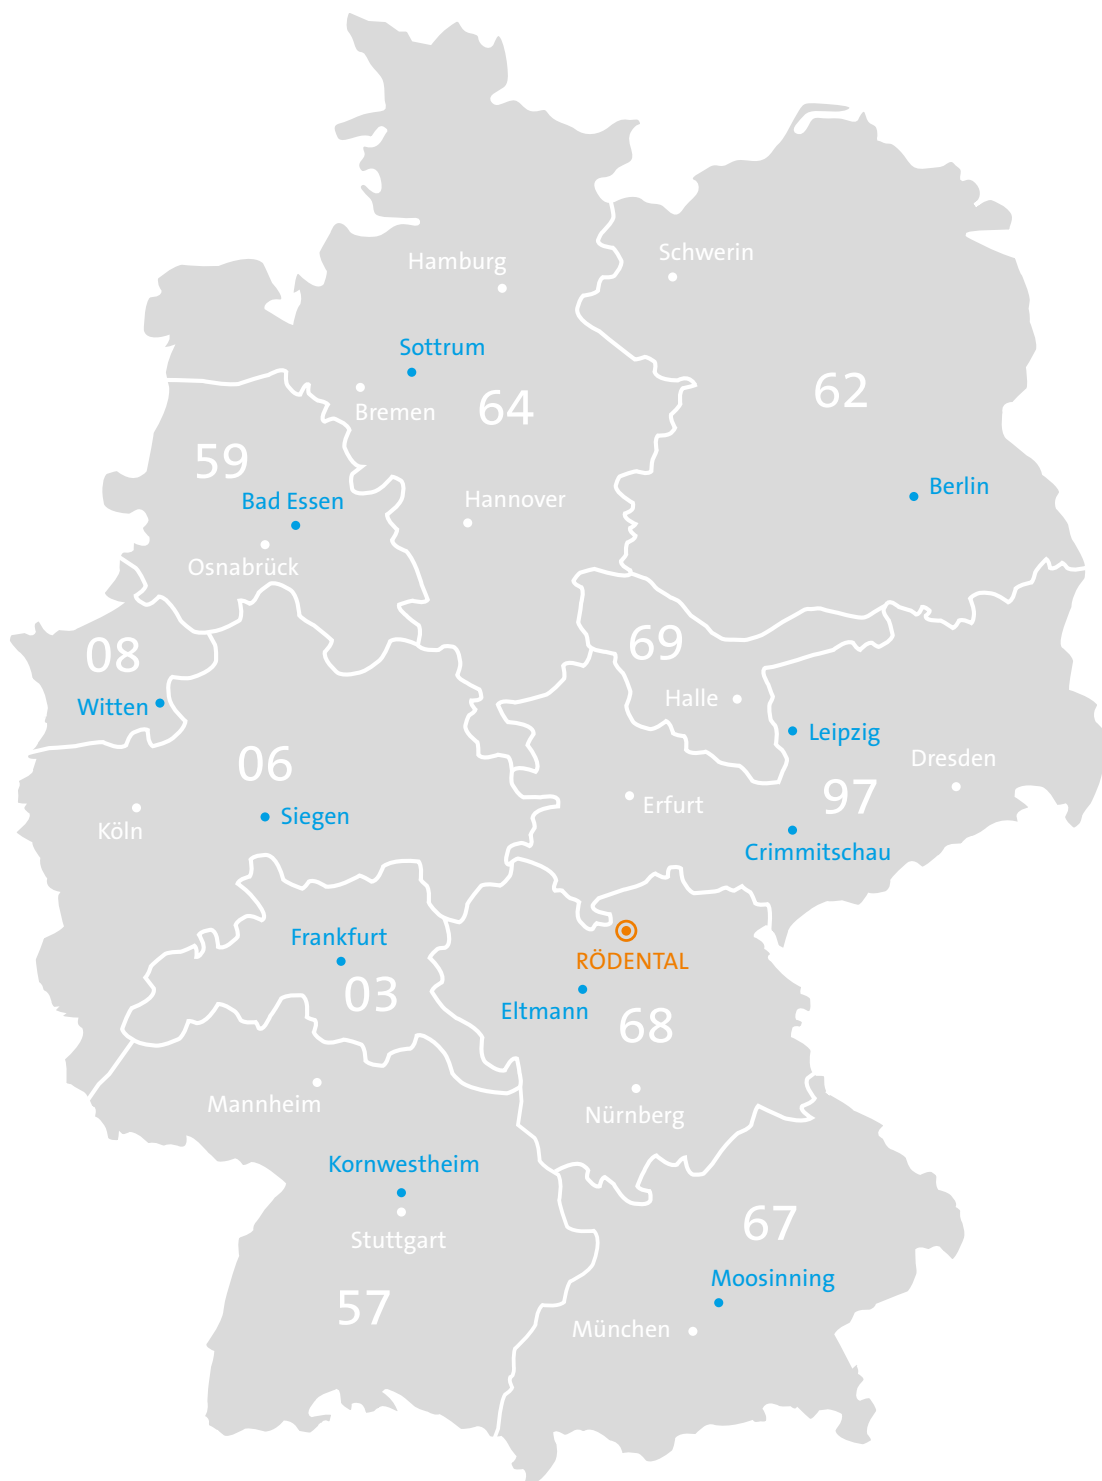 Schwerin
Hamburg
Sottrum
62
64
Bremen
59
Berlin
Bad Essen
Hannover
Osnabrück
69
08
Halle
Witten
Leipzig
Dresden
06
97
Erfurt
Siegen
Köln
Crimmitschau
Frankfurt
RÖDENTAL
03
Eltmann
68
Mannheim
Nürnberg
Kornwestheim
67
Stuttgart
Moosinning
57
München